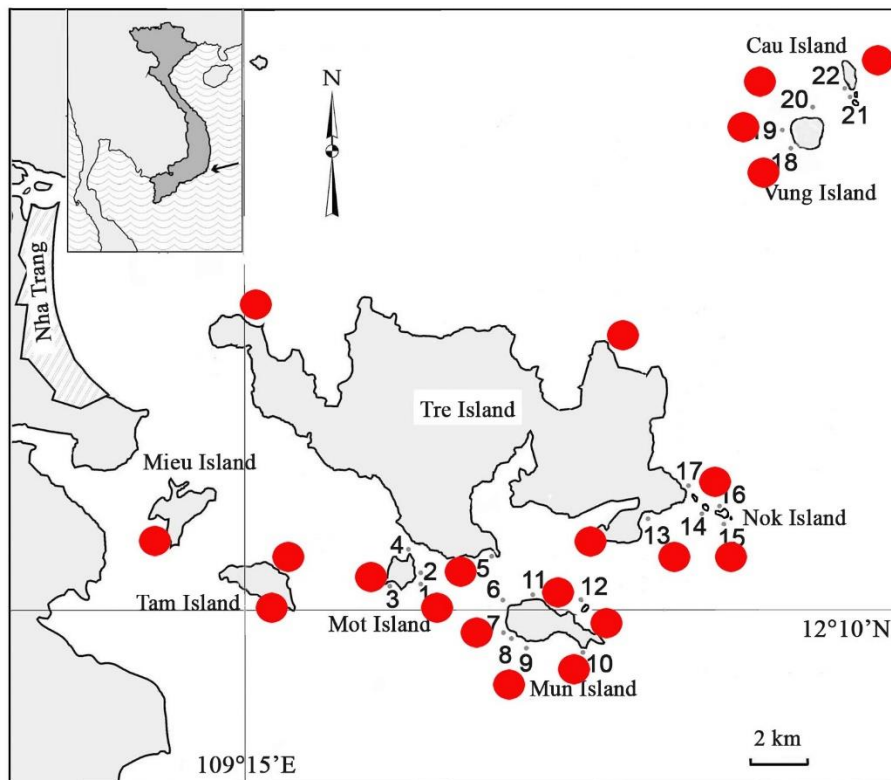 Cau Island
N
22
20
21
19
18
Vung Island
Nha Trang
Tre Island
Mieu Island
17
16
14
Nok Island
13
15
4
5
2
3
1
11
12
6
Tam Island
Mot Island
7
12°10'N
8
9
10
Mun Island
2 km
109°15'E